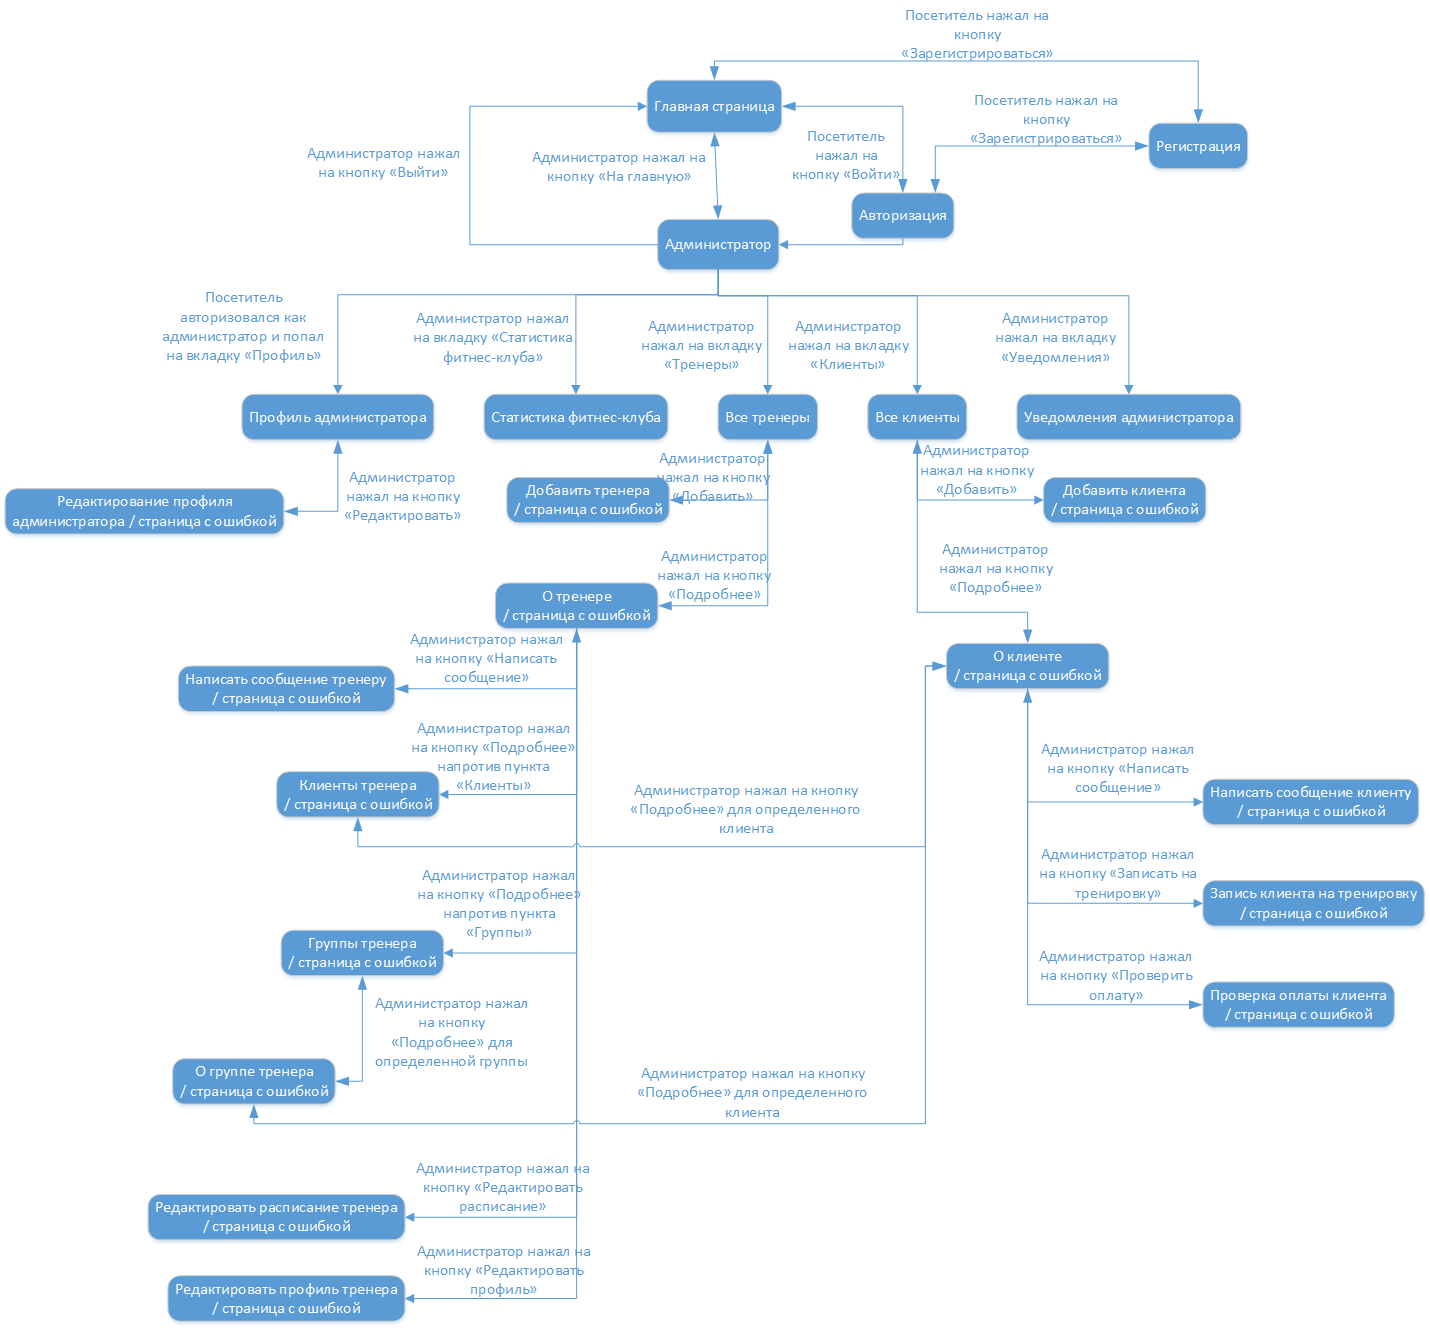 Посетитель нажал на
кнопку
«Зарегистрироваться»
Главная страница
Посетитель нажал на
кнопку
«Зарегистрироваться»
Регистрация
Администратор нажал
на кнопку «Выйти»
Администратор нажал на
кнопку «На главную»
Посетитель
нажал на
кнопку «Войти»
Авторизация
Администратор
Посетитель
авторизовался как
администратор и попал
на вкладку «Профиль»
Администратор нажал
на вкладку «Статистика
фитнес-клуба»
Администратор
нажал на вкладку
«Тренеры»
Администратор
нажал на вкладку
«Клиенты»
Администратор
нажал на вкладку
«Уведомления»
Профиль администратора
Статистика фитнес-клуба
Все тренеры
Все клиенты
Уведомления администратора
Администратор
нажал на кнопку
«Редактировать»
Редактирование профиля
администратора / страница с ошибкой
Администратор
нажал на кнопку
«Добавить»
Добавить тренера
/ страница с ошибкой
Администратор
нажал на кнопку
«Добавить»
Добавить клиента
/ страница с ошибкой
Администратор
нажал на кнопку
«Подробнее»
О тренере
/ страница с ошибкой
Администратор
нажал на кнопку
«Подробнее»
О клиенте
/ страница с ошибкой
Администратор нажал
на кнопку «Написать
сообщение»
Написать сообщение тренеру
/ страница с ошибкой
Администратор нажал
на кнопку «Подробнее»
напротив пункта
«Клиенты»
Клиенты тренера
/ страница с ошибкой
Администратор нажал на кнопку
«Подробнее» для определенного
клиента
Администратор нажал
на кнопку «Написать
сообщение»
Написать сообщение клиенту
/ страница с ошибкой
Администратор нажал
на кнопку «Записать на
тренировку»
Запись клиента на тренировку
/ страница с ошибкой
Администратор нажал
на кнопку «Подробнее»
напротив пункта
«Группы»
Группы тренера
/ страница с ошибкой
Администратор нажал
на кнопку «Проверить
оплату»
Проверка оплаты клиента
/ страница с ошибкой
Администратор нажал
на кнопку
«Подробнее» для
определенной группы
О группе тренера
/ страница с ошибкой
Администратор нажал на кнопку
«Подробнее» для определенного
клиента
Администратор нажал на
кнопку «Редактировать
расписание»
Редактировать расписание тренера
/ страница с ошибкой
Администратор нажал на
кнопку «Редактировать
профиль»
Редактировать профиль тренера
/ страница с ошибкой